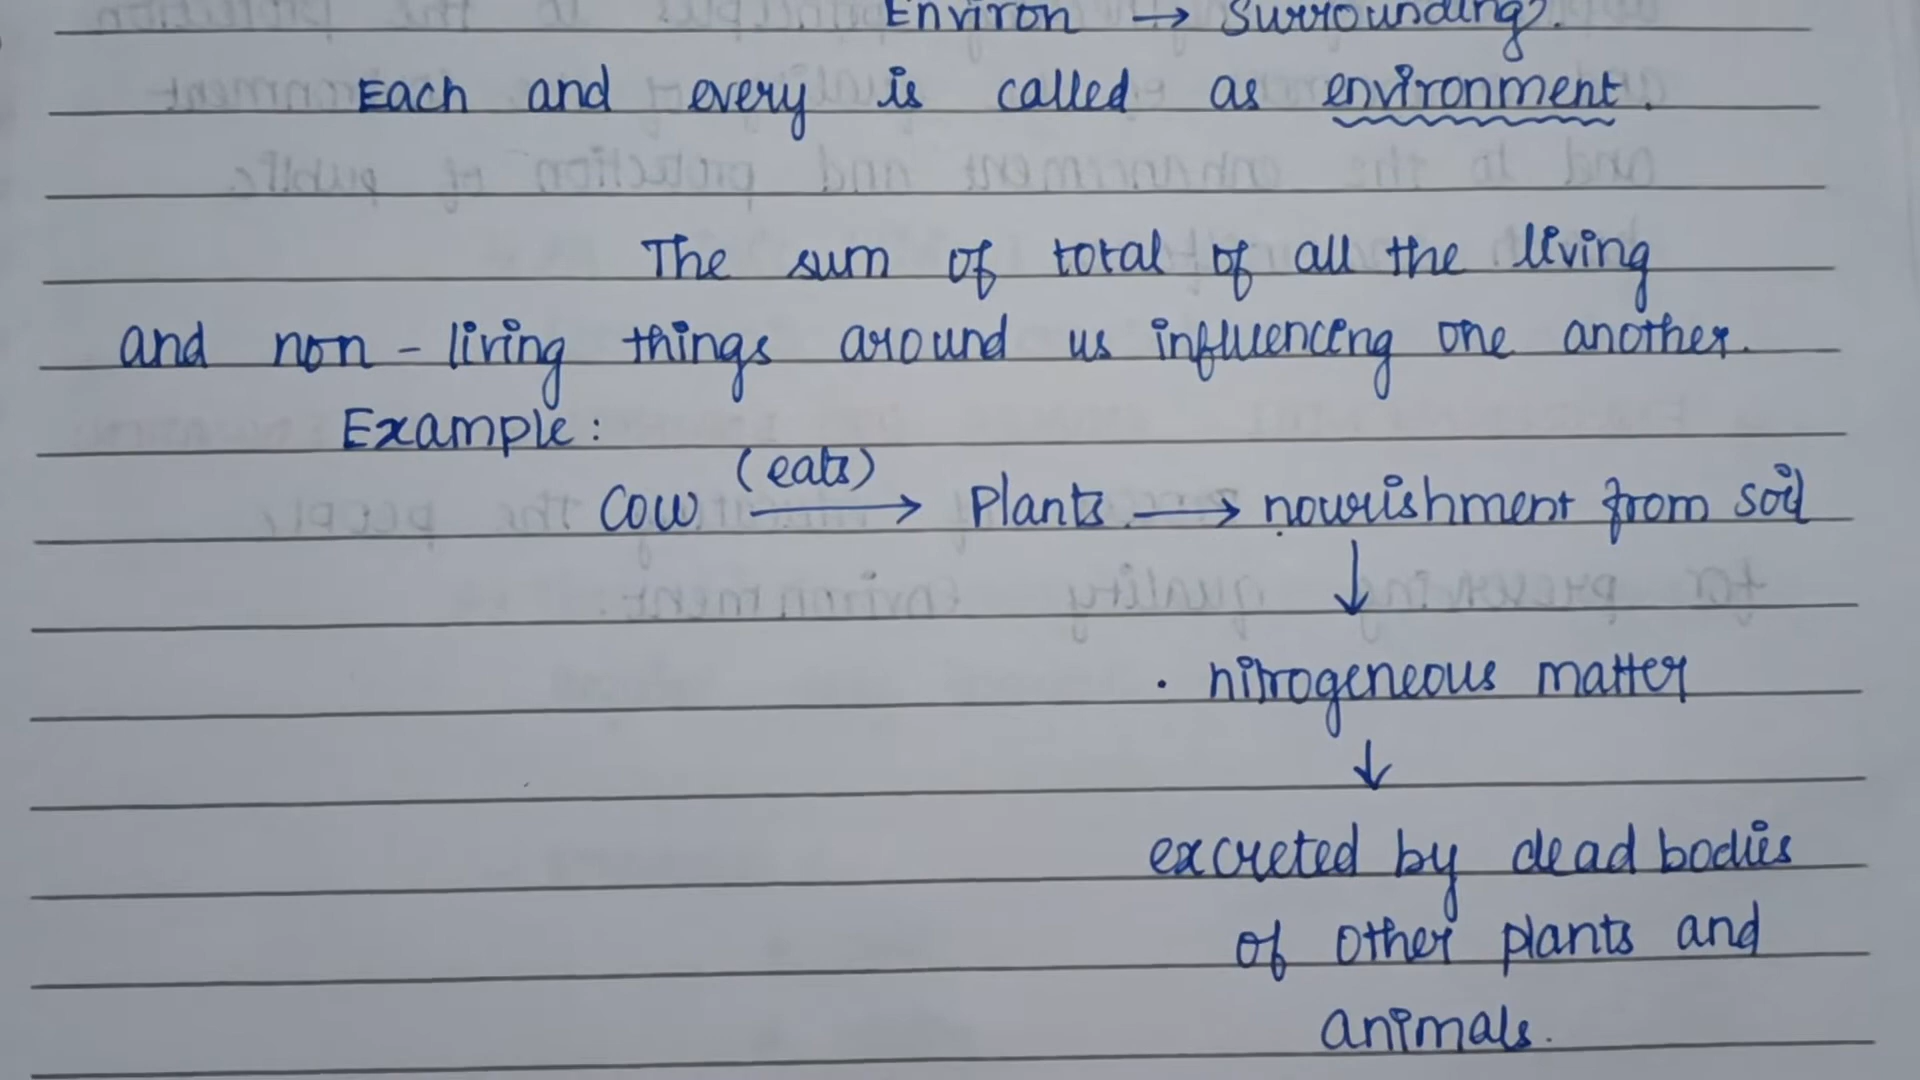 Environ → Surroundings.
Each and every is called as environment.
The sum of total of all the living
and non-living things around us influencing one another.
Example:
Cow (eats) → Plants → nourishment from soil
↓
. nitrogeneous matter
↓
excreted by dead bodies
of other plants and
animals.